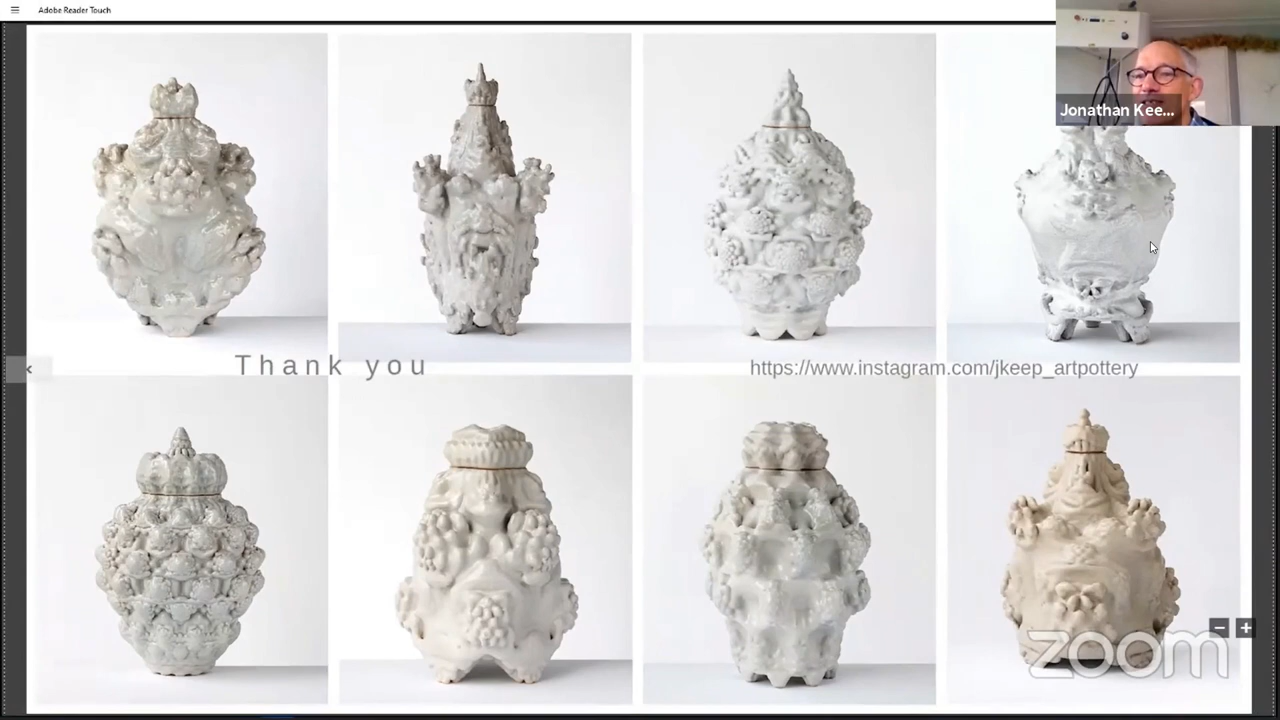 Adobe Reader Touch
Jonathan Kee...
Thank you
https://www.instagram.com/jkeep_artpottery
zoom